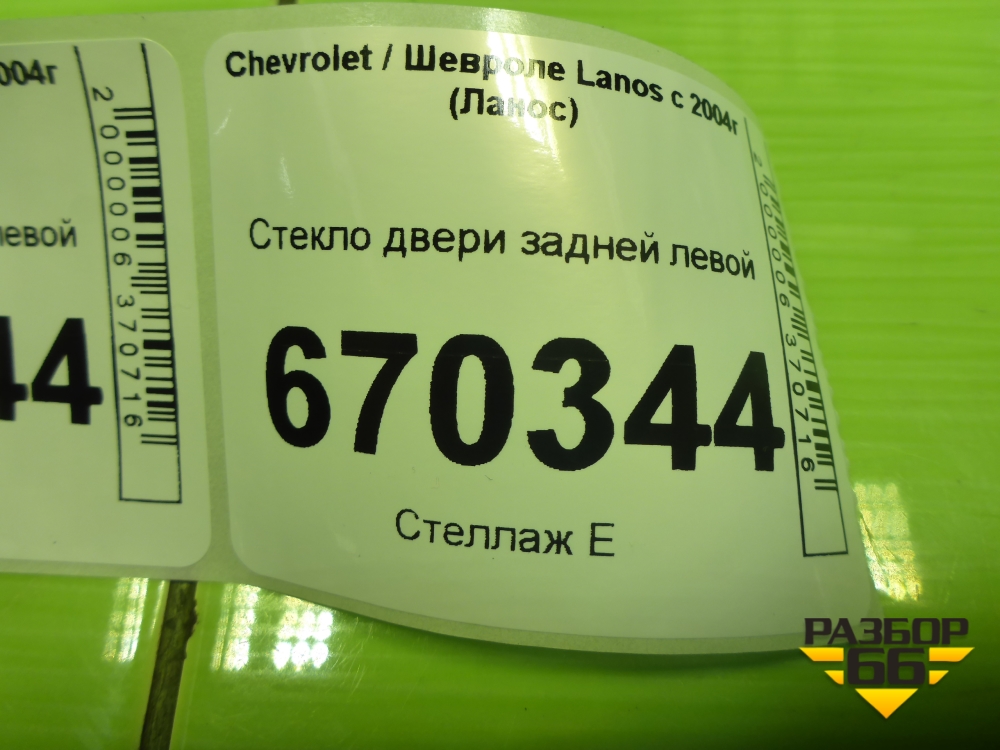 004г
2000006370716
левой
44
Chevrolet / Шевроле Lanos с 2004г
(Ланос)
Стекло двери задней левой
670344
Стеллаж Е
2000006370716
РАЗБОР
66